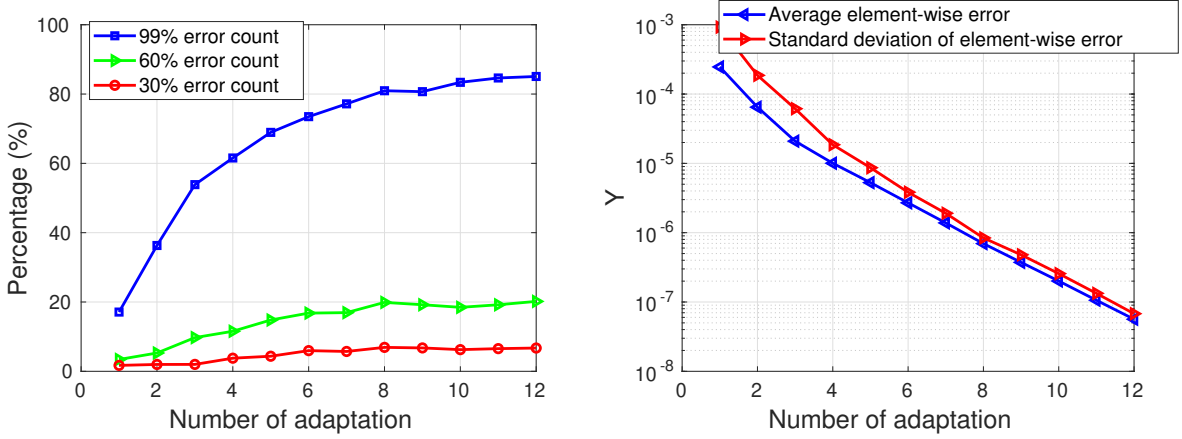 99% error count
60% error count
30% error count
Percentage (%)
100
80
60
40
20
0
0 2 4 6 8 10 12
Number of adaptation
Average element-wise error
Standard deviation of element-wise error
Y
10^-3
10^-4
10^-5
10^-6
10^-7
10^-8
0 2 4 6 8 10 12
Number of adaptation